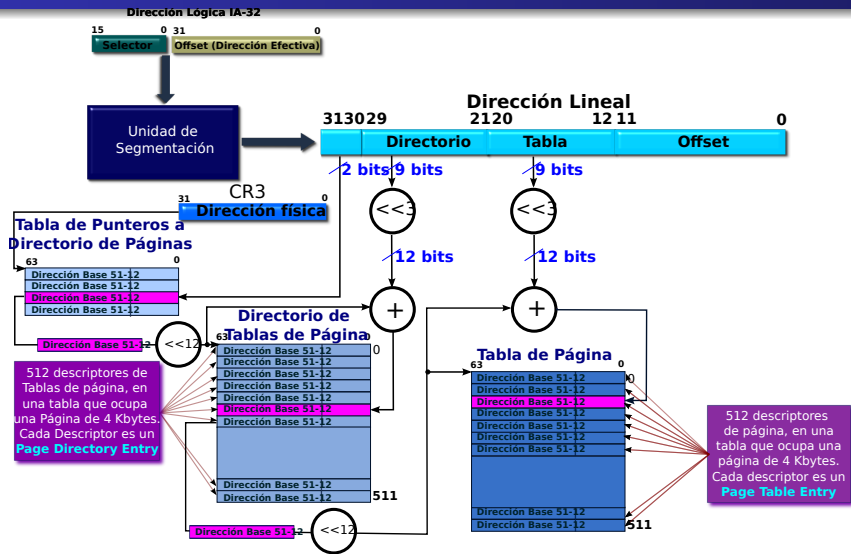 Dirección Lógica IA-32
15 0 31 0
Selector Offset (Dirección Efectiva)
Unidad de
Segmentación
Dirección Lineal
3130 29 21 20 12 11 0
Directorio Tabla Offset
2 bits 9 bits 9 bits
<<3 <<3
12 bits 12 bits
+ +
CR3
31 0
Dirección física
Tabla de Punteros a
Directorio de Páginas
63 0
Dirección Base 51-12
Dirección Base 51-12
Dirección Base 51-12
Dirección Base 51-12
Dirección Base 51-12
<<12
512 descriptores de
Tablas de página, en
una tabla que ocupa
una Página de 4 Kbytes.
Cada Descriptor es un
Page Directory Entry
Directorio de
Tablas de Página
63 0
Dirección Base 51-12 0
Dirección Base 51-12
Dirección Base 51-12
Dirección Base 51-12
Dirección Base 51-12
Dirección Base 51-12
Dirección Base 51-12
Dirección Base 51-12
Dirección Base 51-12 511
Dirección Base 51-12
<<12
Tabla de Página
63 0
Dirección Base 51-12 0
Dirección Base 51-12
Dirección Base 51-12
Dirección Base 51-12
Dirección Base 51-12
Dirección Base 51-12
Dirección Base 51-12
Dirección Base 51-12
Dirección Base 51-12 511
512 descriptores
de página, en una
tabla que ocupa una
página de 4 Kbytes.
Cada descriptor es un
Page Table Entry